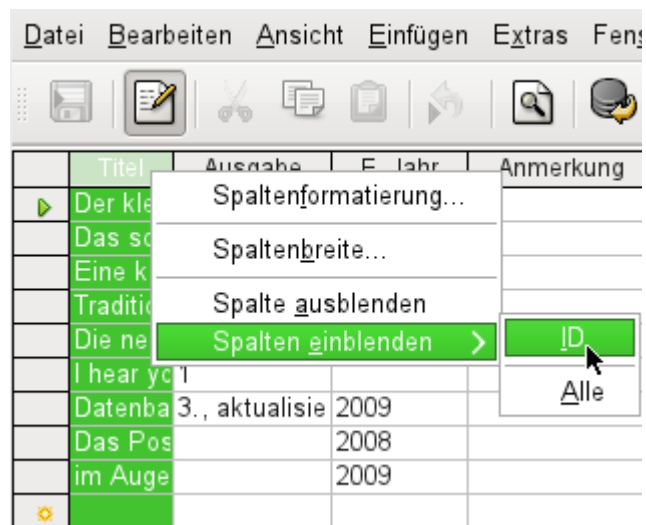 Datei Bearbeiten Ansicht Einfügen Extras Fens
Titel Ausgabe E Jahr Anmerkung
Der kle
Das sc
Eine k
Traditio
Die ne
I hear yo 1
Datenba 3., aktualisie 2009
Das Pos 2008
im Auge 2009
Spaltenformatierung...
Spaltenbreite...
Spalte ausblenden
Spalten einblenden
ID
Alle